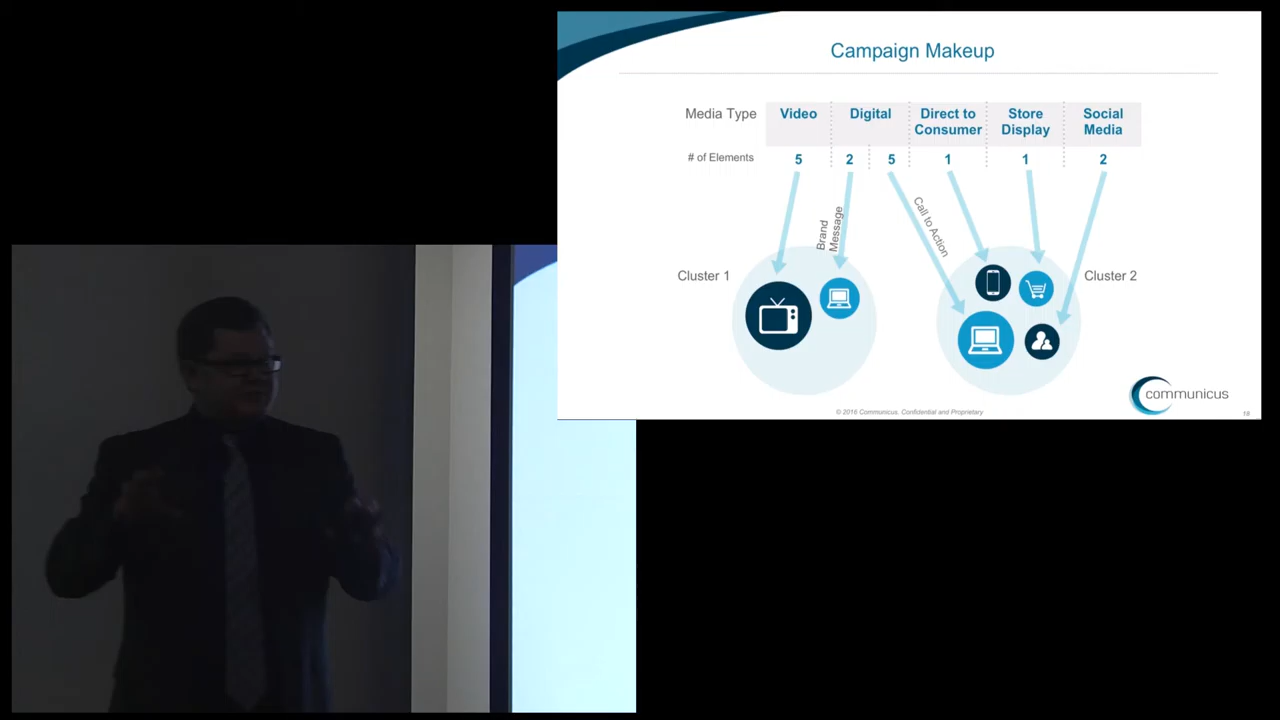 Campaign Makeup
Media Type Video Digital Direct to Consumer Store Display Social Media
# of Elements 5 2 5 1 1 2
Brand Message
Call to Action
Cluster 1
Cluster 2
communicus
© 2016 Communicus. Confidential and Proprietary
18